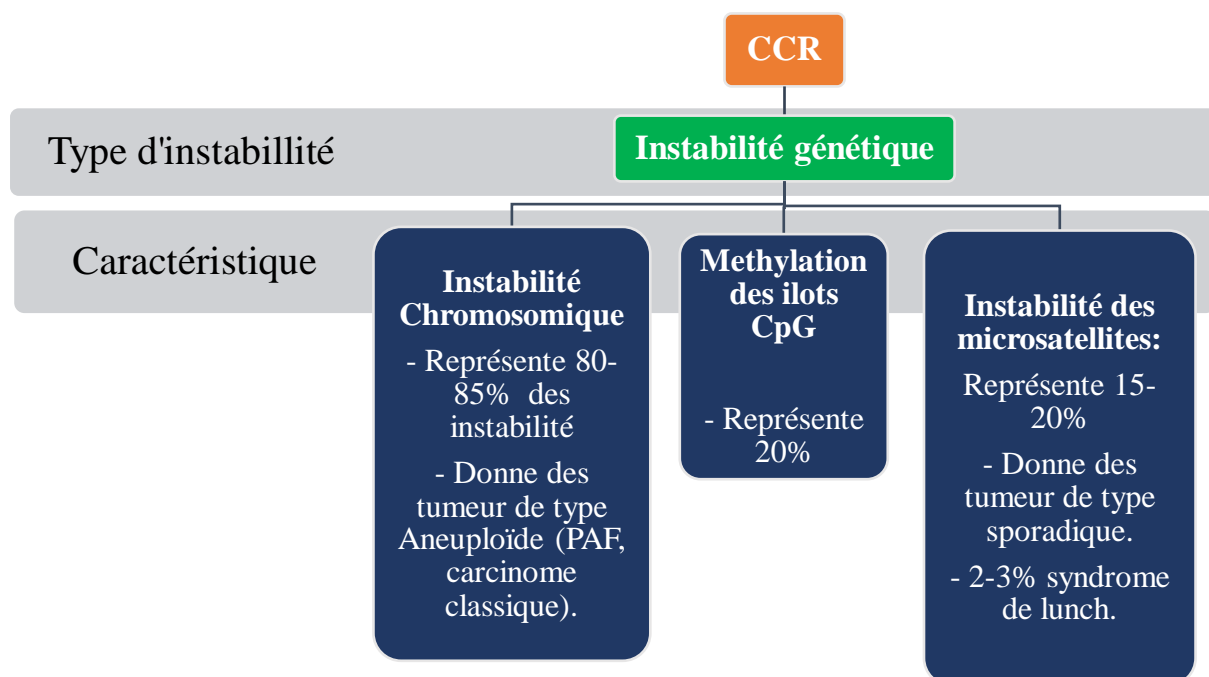 CCR
Type d'instabillité
Instabilité génétique
Caractéristique
Instabilité
Chromosomique
- Représente 80-
85% des
instabilité
- Donne des
tumeur de type
Aneuploïde (PAF,
carcinome
classique).
Methylation
des ilots
CpG
- Représente
20%
Instabilité des
microsatellites:
Représente 15-
20%
- Donne des
tumeur de type
sporadique.
- 2-3% syndrome
de lunch.